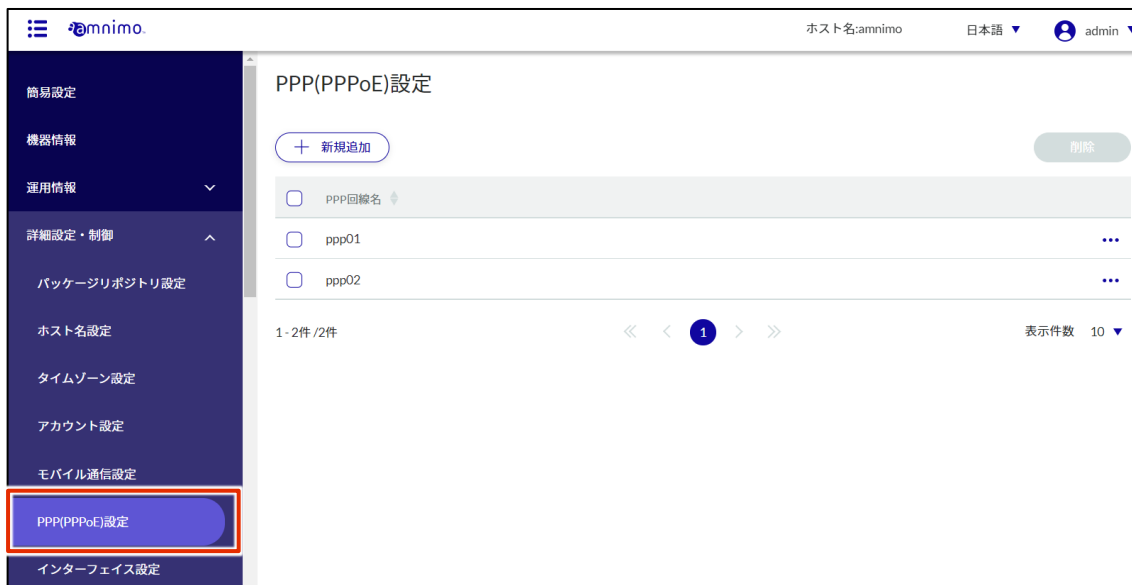 amnimo
ホスト名:amnimo
日本語
admin
簡易設定
機器情報
運用情報
詳細設定・制御
パッケージリポジトリ設定
ホスト名設定
タイムゾーン設定
アカウント設定
モバイル通信設定
PPP(PPPoE)設定
インターフェイス設定
PPP(PPPoE)設定
新規追加
削除
PPP回線名
ppp01
ppp02
1 - 2件 /2件
1
表示件数 10